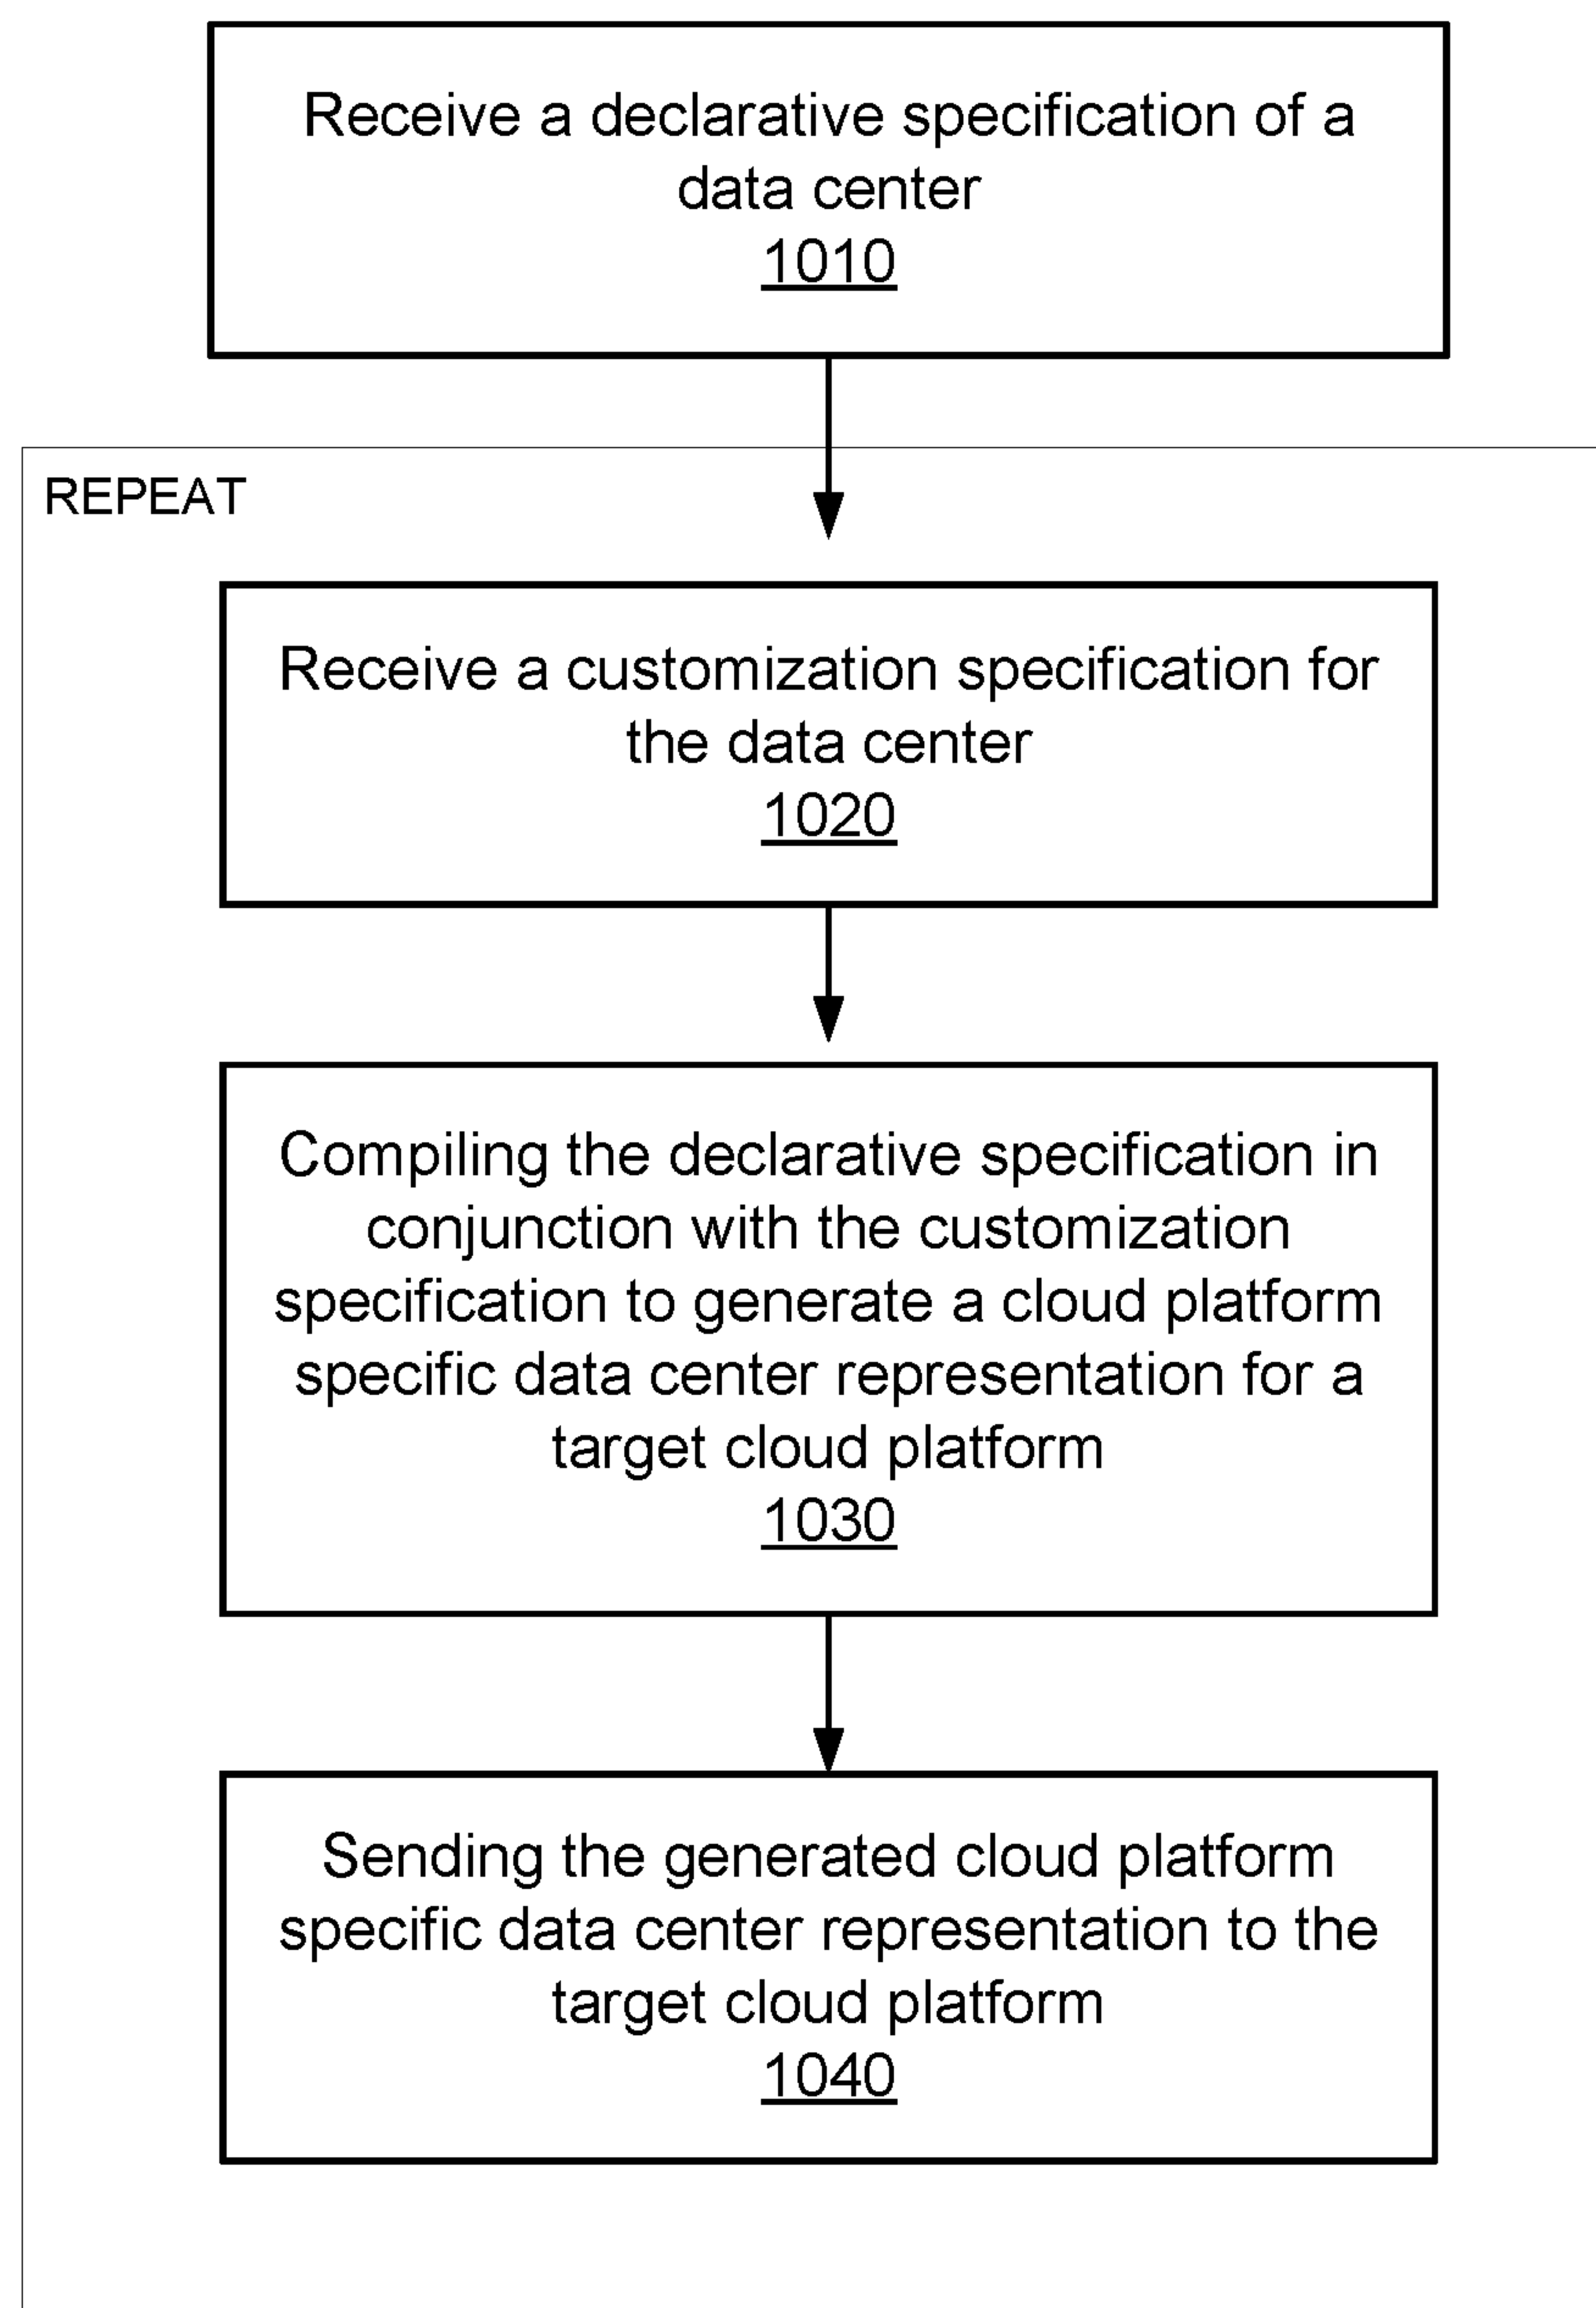 Receive a declarative specification of a
data center
1010
REPEAT
Receive a customization specification for
the data center
1020
Compiling the declarative specification in
conjunction with the customization
specification to generate a cloud platform
specific data center representation for a
target cloud platform
1030
Sending the generated cloud platform
specific data center representation to the
target cloud platform
1040